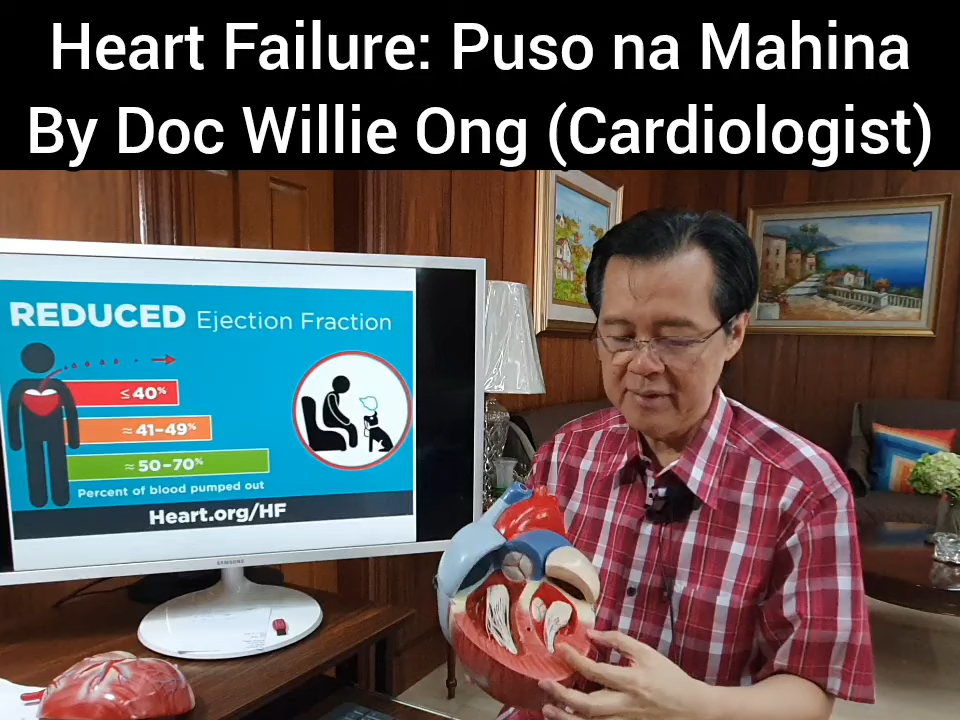 Heart Failure: Puso na Mahina
By Doc Willie Ong (Cardiologist)
REDUCED Ejection Fraction
≤40%
≈41-49%
≈50-70%
Percent of blood pumped out
Heart.org/HF
SAMSUNG